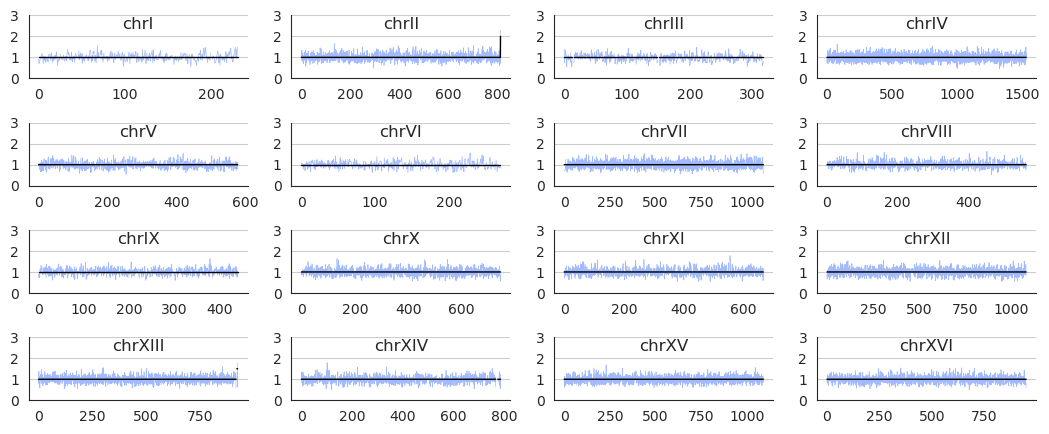 chrI chrII chrIII chrIV
3 3 3 3
2 2 2 2
1 1 1 1
0 0 0 0
0 100 200 0 200 400 600 800 0 100 200 300 0 500 1000 1500
chrV chrVI chrVII chrVIII
3 3 3 3
2 2 2 2
1 1 1 1
0 0 0 0
0 200 400 600 0 100 200 0 250 500 750 1000 0 200 400
chrIX chrX chrXI chrXII
3 3 3 3
2 2 2 2
1 1 1 1
0 0 0 0
0 100 200 300 400 0 200 400 600 0 200 400 600 0 250 500 750 1000
chrXIII chrXIV chrXV chrXVI
3 3 3 3
2 2 2 2
1 1 1 1
0 0 0 0
0 250 500 750 0 200 400 600 800 0 250 500 750 1000 0 250 500 750